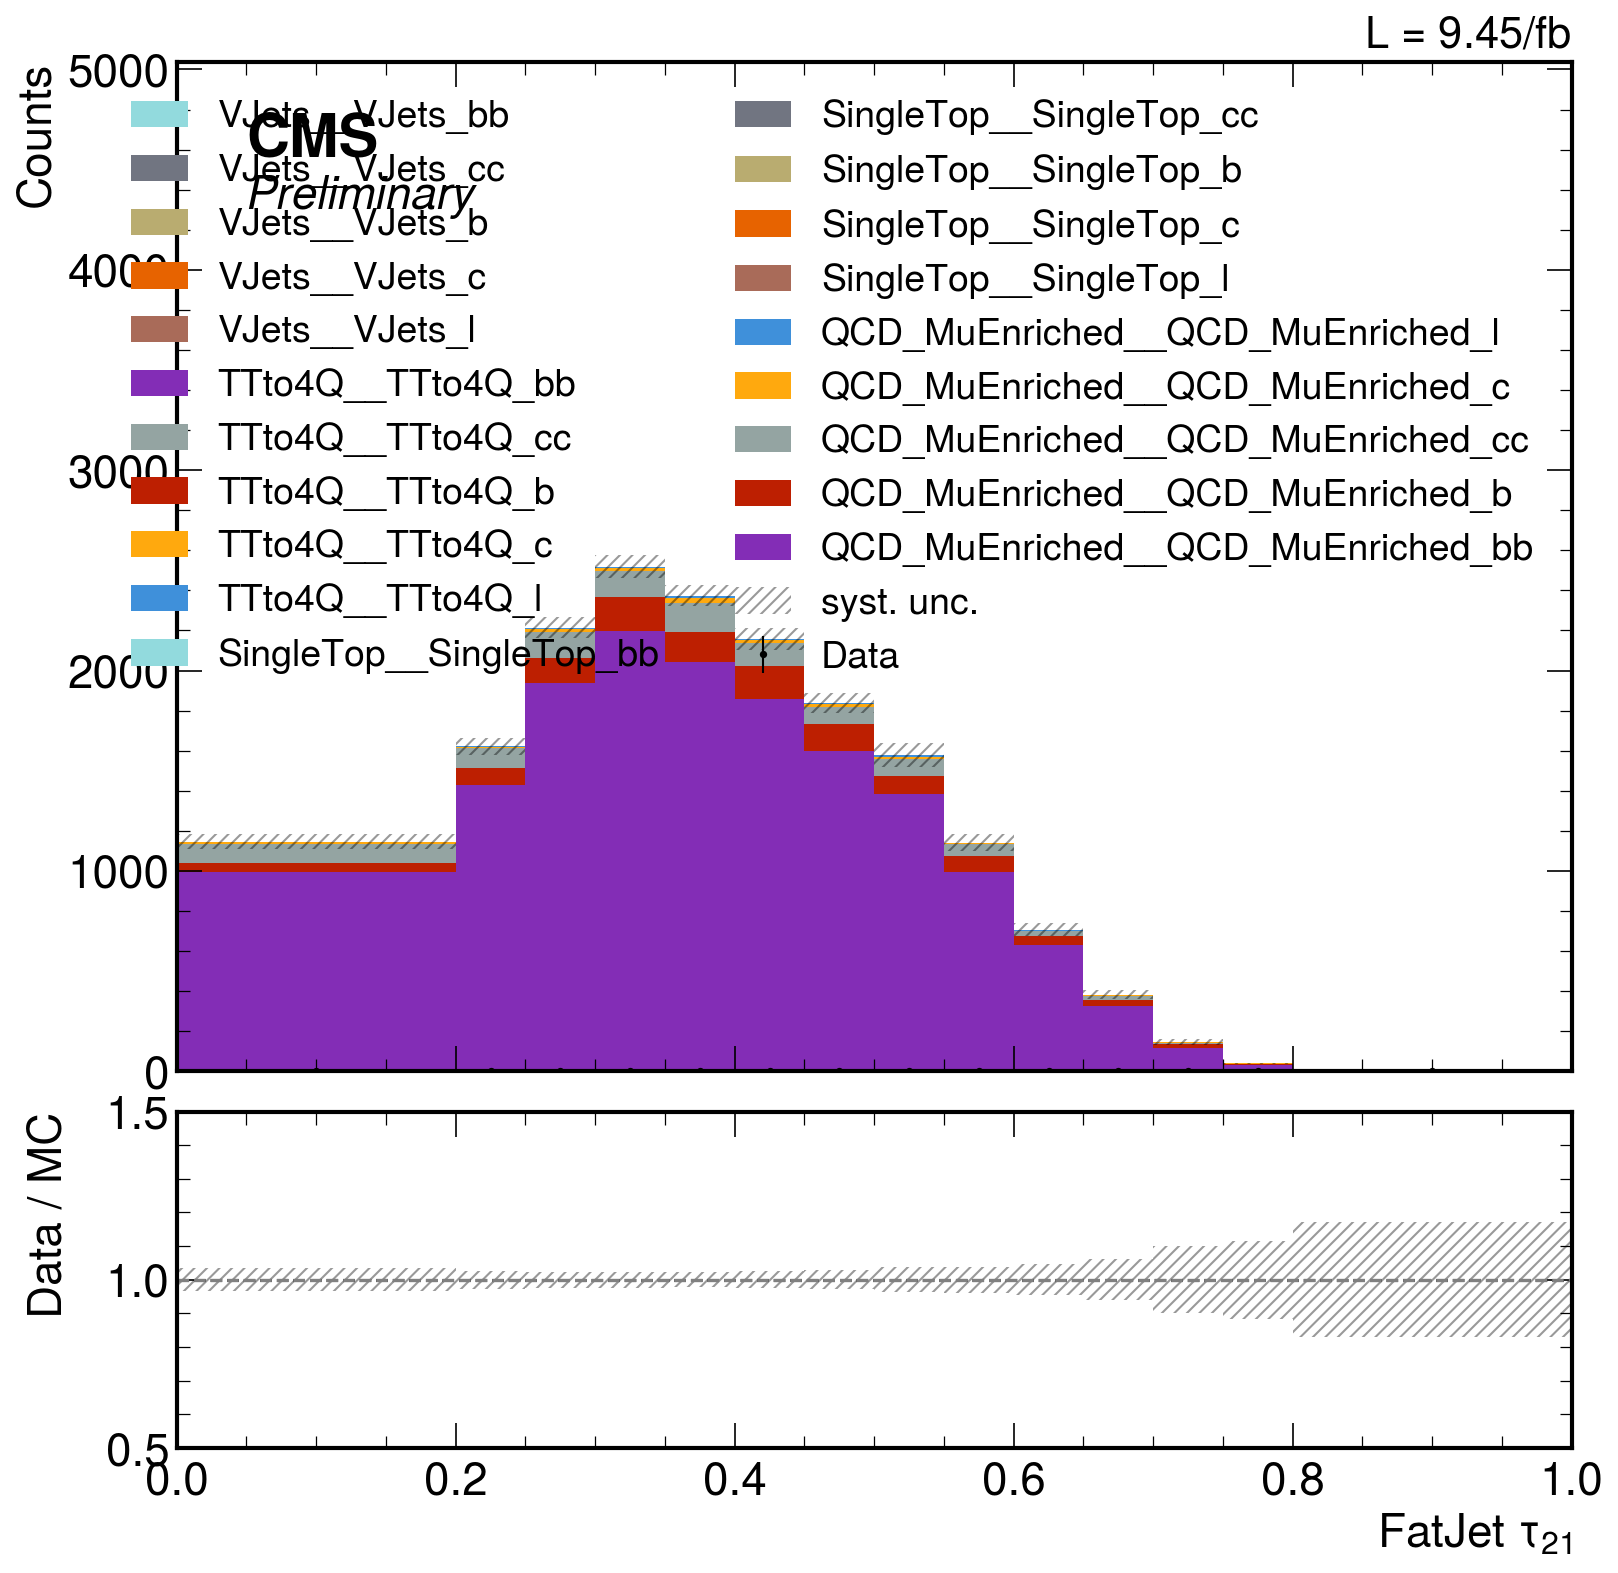 L = 9.45/fb
Counts
5000
4000
3000
2000
1000
0
CMS
Preliminary
VJets__VJets_bb
VJets__VJets_cc
VJets__VJets_b
VJets__VJets_c
VJets__VJets_l
TTto4Q__TTto4Q_bb
TTto4Q__TTto4Q_cc
TTto4Q__TTto4Q_b
TTto4Q__TTto4Q_c
TTto4Q__TTto4Q_l
SingleTop__SingleTop_bb
SingleTop__SingleTop_cc
SingleTop__SingleTop_b
SingleTop__SingleTop_c
SingleTop__SingleTop_l
QCD_MuEnriched__QCD_MuEnriched_l
QCD_MuEnriched__QCD_MuEnriched_c
QCD_MuEnriched__QCD_MuEnriched_cc
QCD_MuEnriched__QCD_MuEnriched_b
QCD_MuEnriched__QCD_MuEnriched_bb
syst. unc.
Data
Data / MC
1.5
1.0
0.5
0.0 0.2 0.4 0.6 0.8 1.0
FatJet τ₂₁